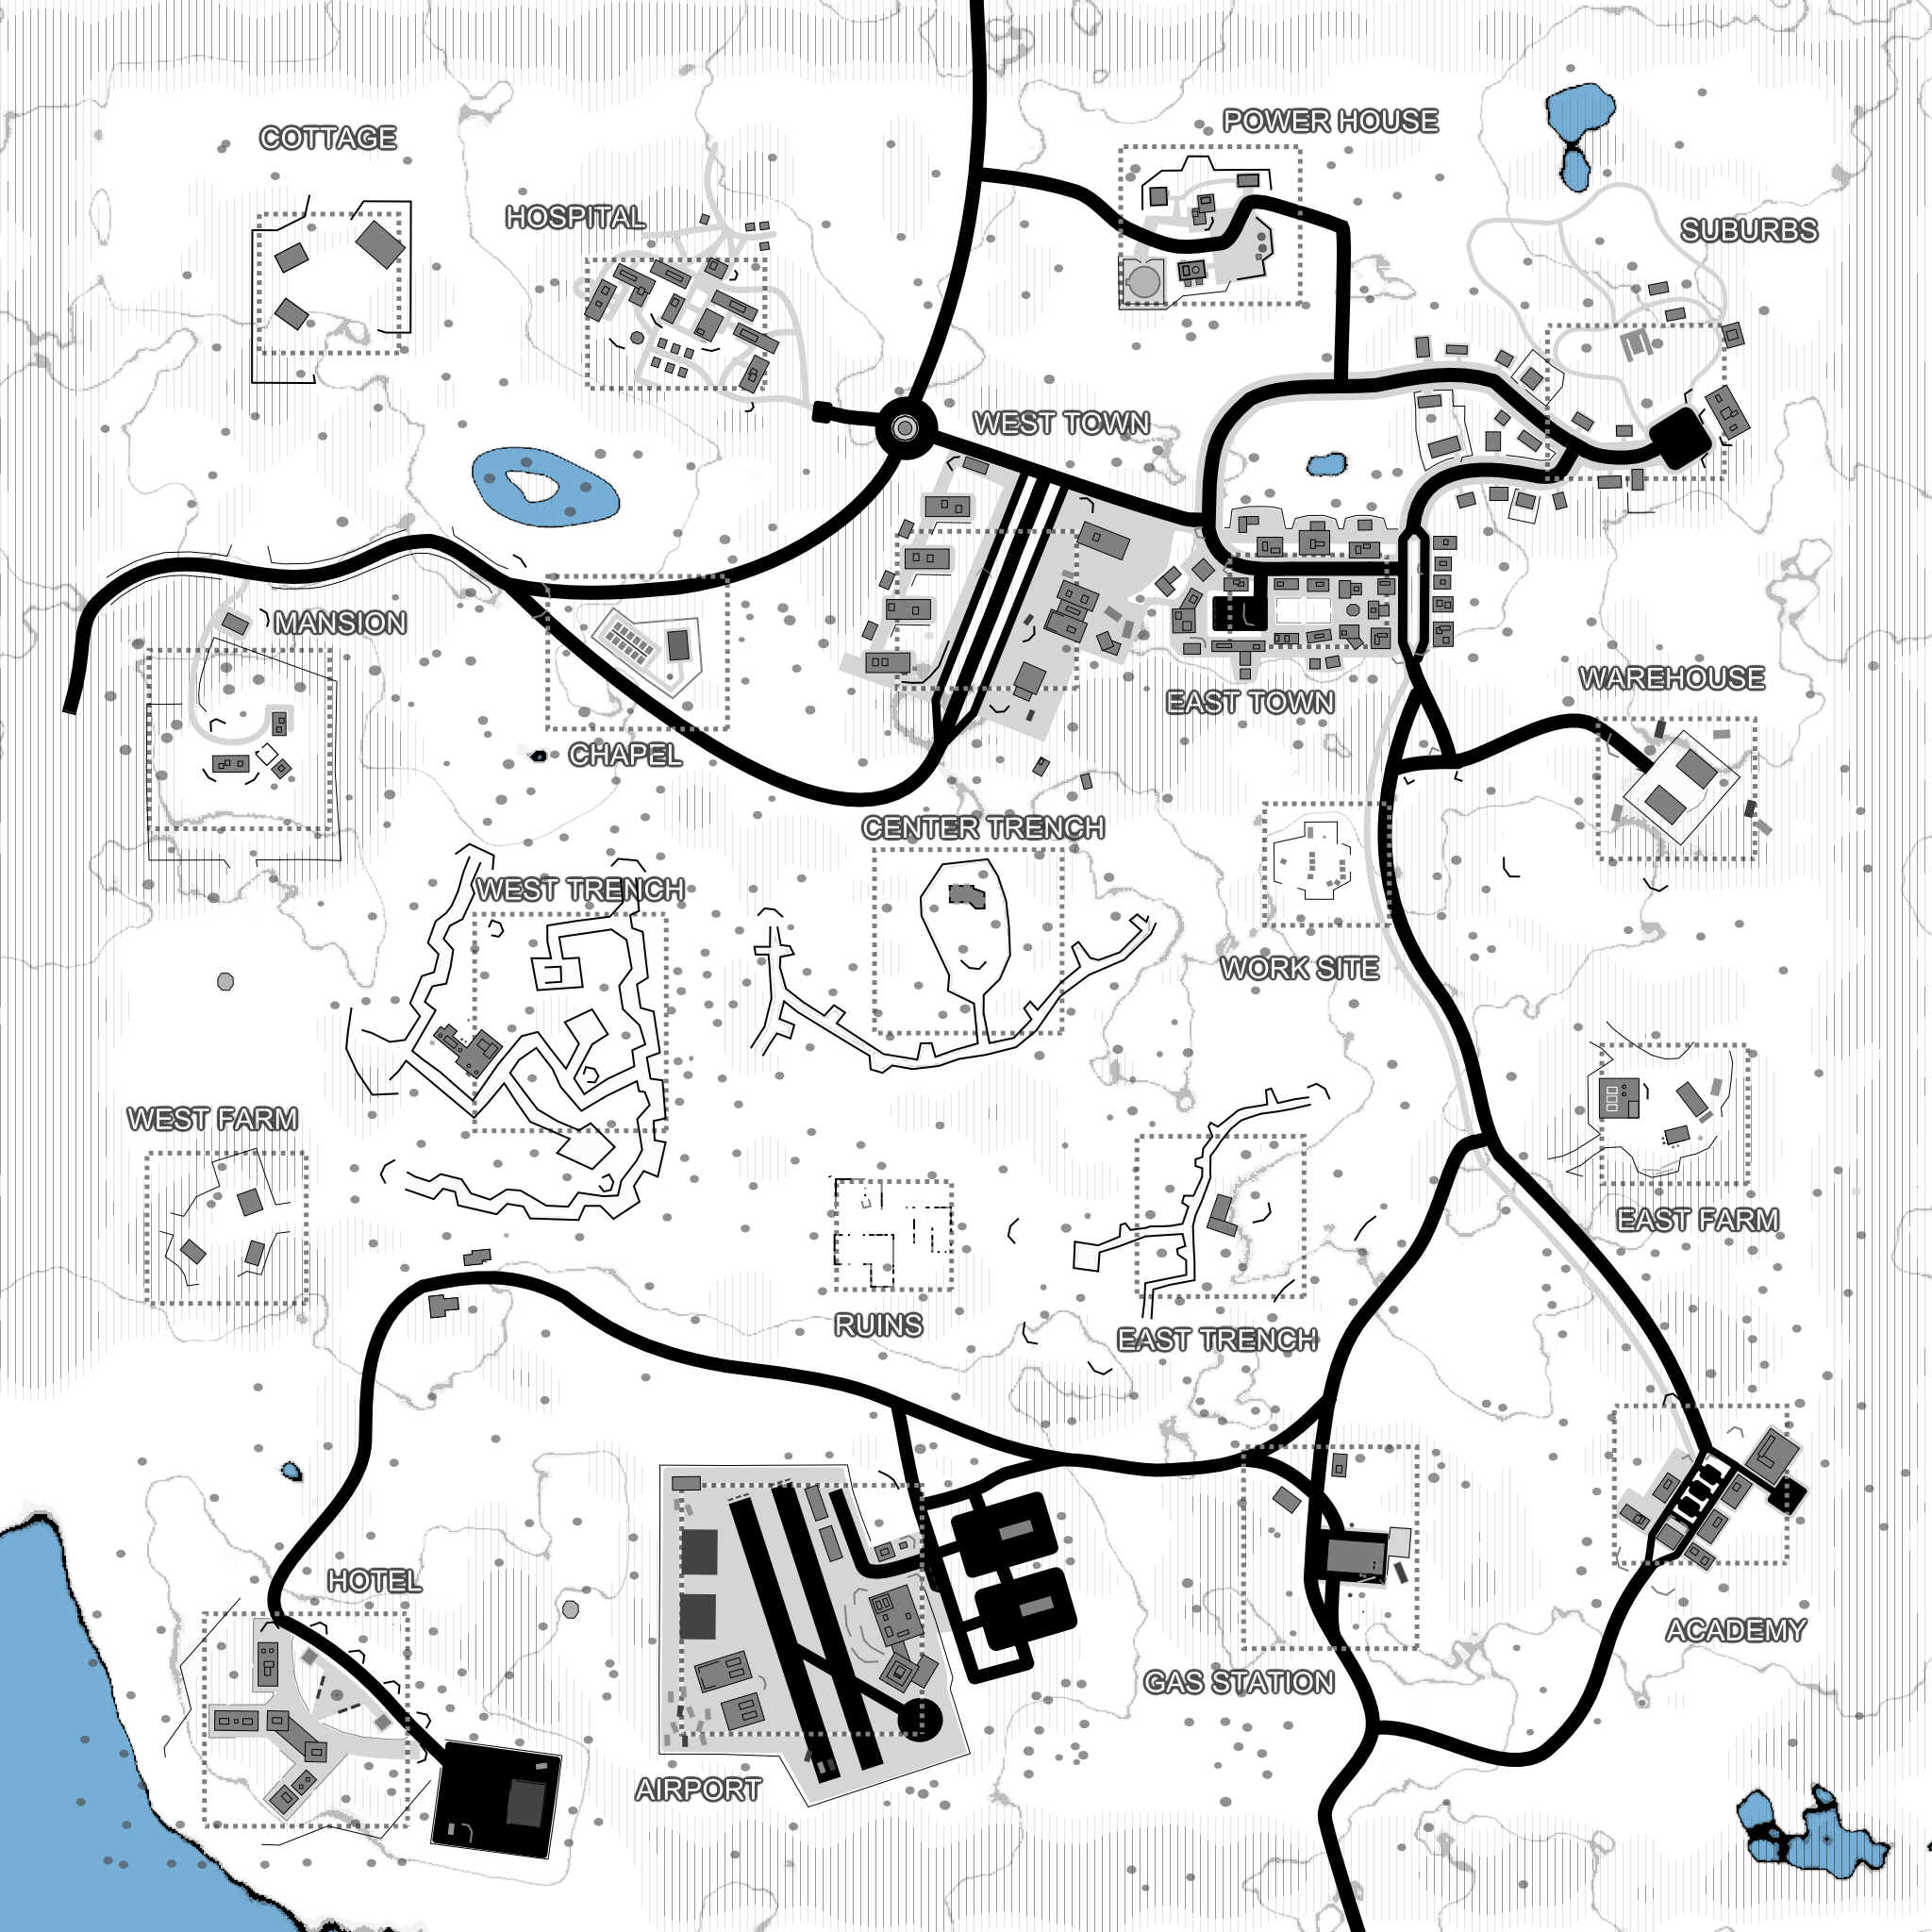 POWER HOUSE
COTTAGE
HOSPITAL
SUBURBS
WEST TOWN
MANSION
WAREHOUSE
EAST TOWN
CHAPEL
CENTER TRENCH
WEST TRENCH
WORK SITE
WEST FARM
EAST FARM
RUINS
EAST TRENCH
HOTEL
ACADEMY
GAS STATION
AIRPORT